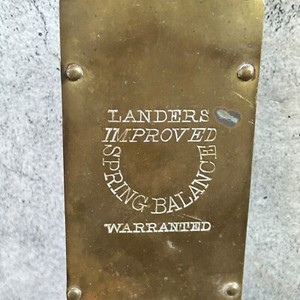 LANDERS
IMPROVED
SPRING BALANCE
WARRANTED